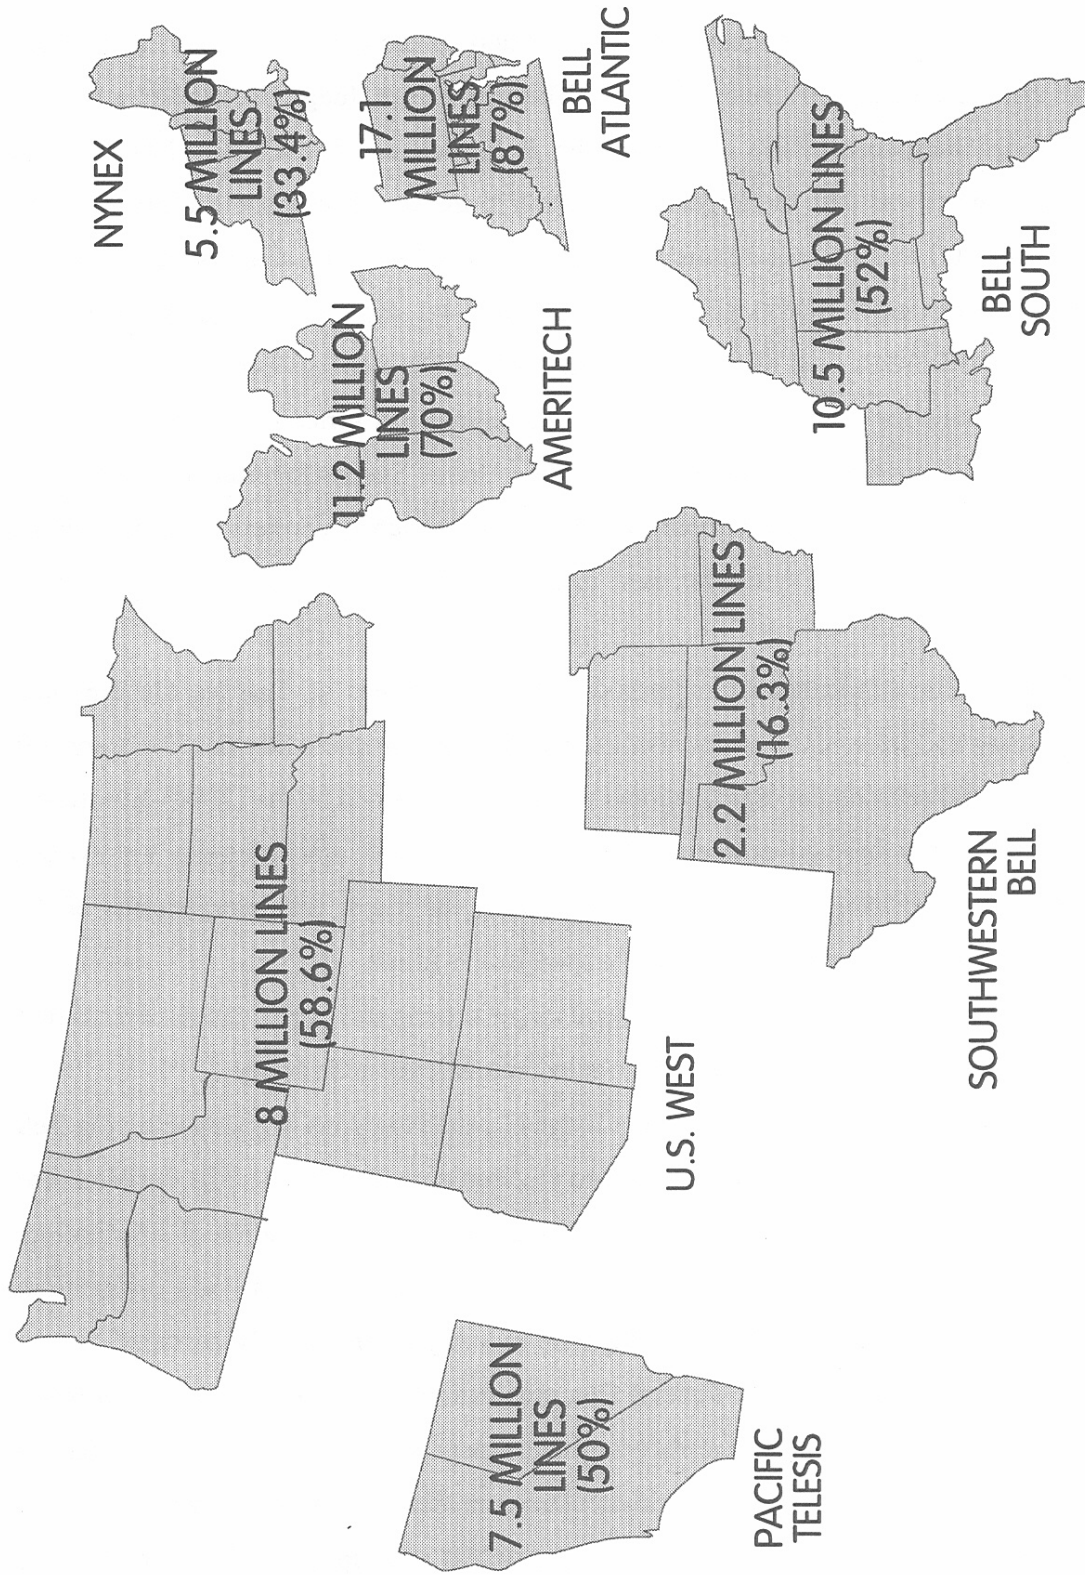 NYNEX
5.5 MILLION
LINES
(33.4%)
17.1
MILLION
LINES
(87%)
BELL
ATLANTIC
11.2 MILLION
LINES
(70%)
AMERITECH
10.5 MILLION LINES
(52%)
BELL
SOUTH
8 MILLION LINES
(58.6%)
U.S. WEST
2.2 MILLION LINES
(16.3%)
SOUTHWESTERN
BELL
7.5 MILLION
LINES
(50%)
PACIFIC
TELESIS